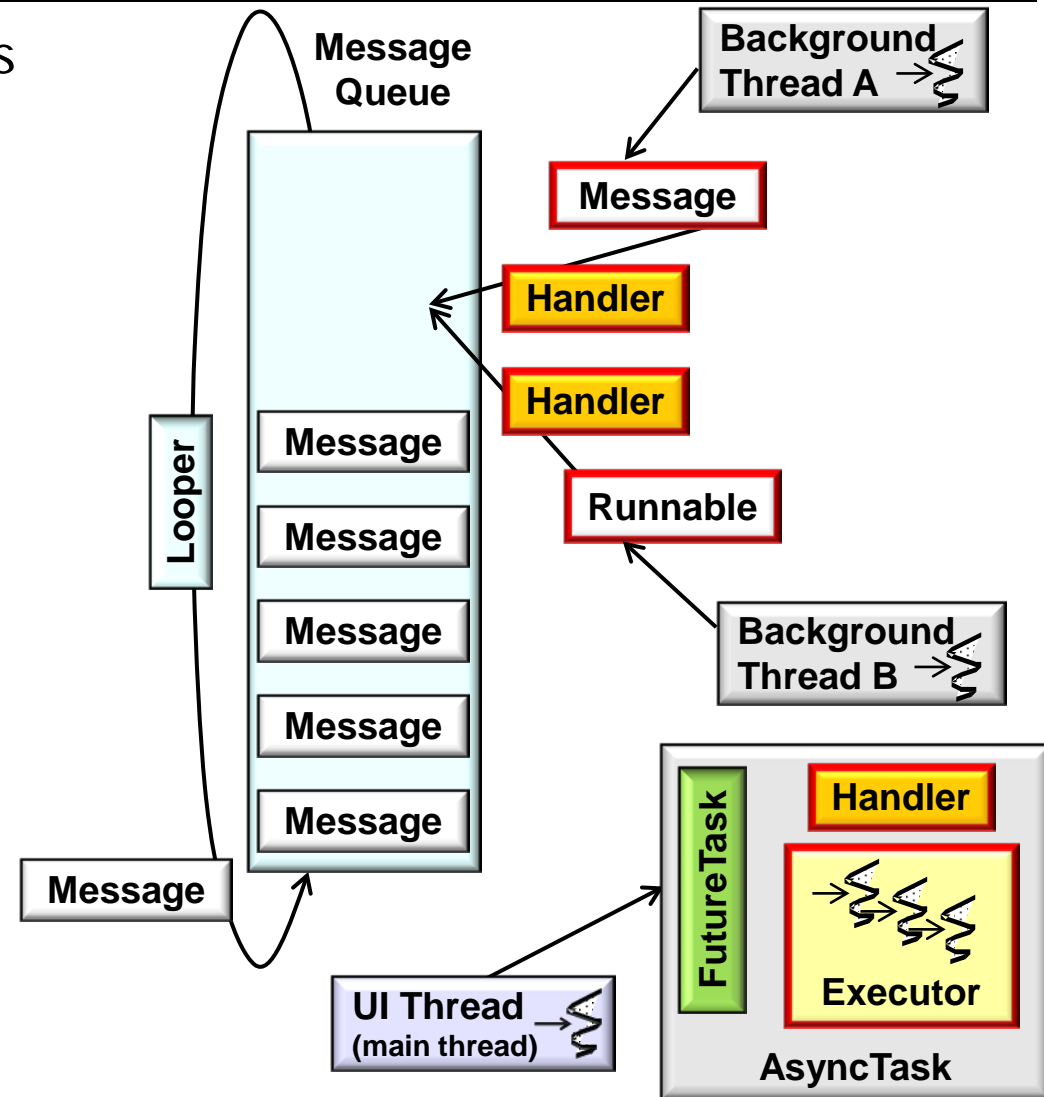 s
Message
Queue
Background
Thread A
Message
Handler
Handler
Looper
Message
Message
Message
Message
Message
Runnable
Background
Thread B
Message
UI Thread
(main thread)
FutureTask
Handler
Executor
AsyncTask